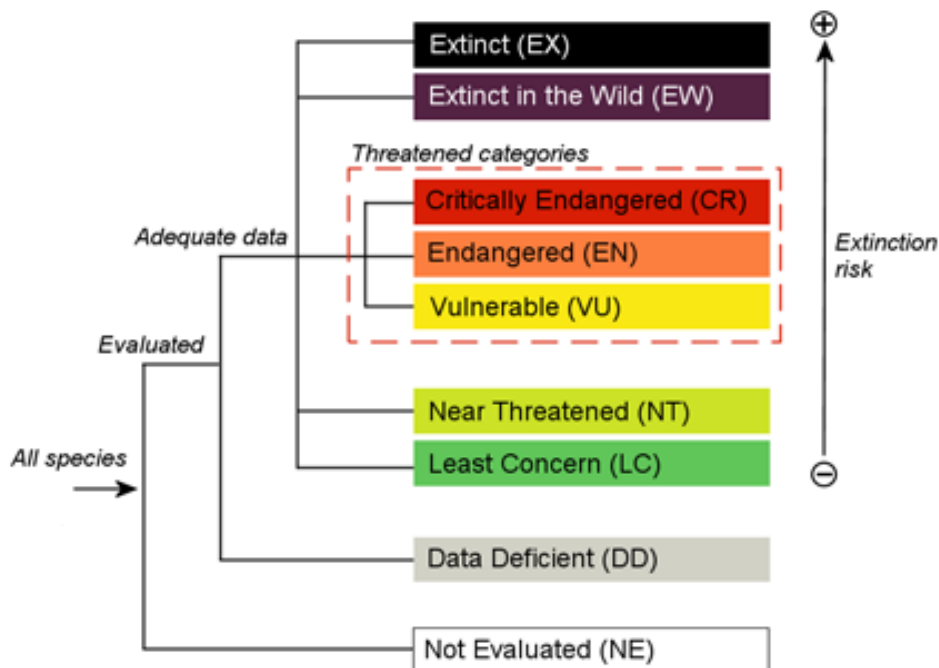 Extinct (EX)
Extinct in the Wild (EW)
Threatened categories
Critically Endangered (CR)
Adequate data
Endangered (EN)
Extinction
risk
Vulnerable (VU)
Evaluated
Near Threatened (NT)
All species
Least Concern (LC)
Data Deficient (DD)
Not Evaluated (NE)